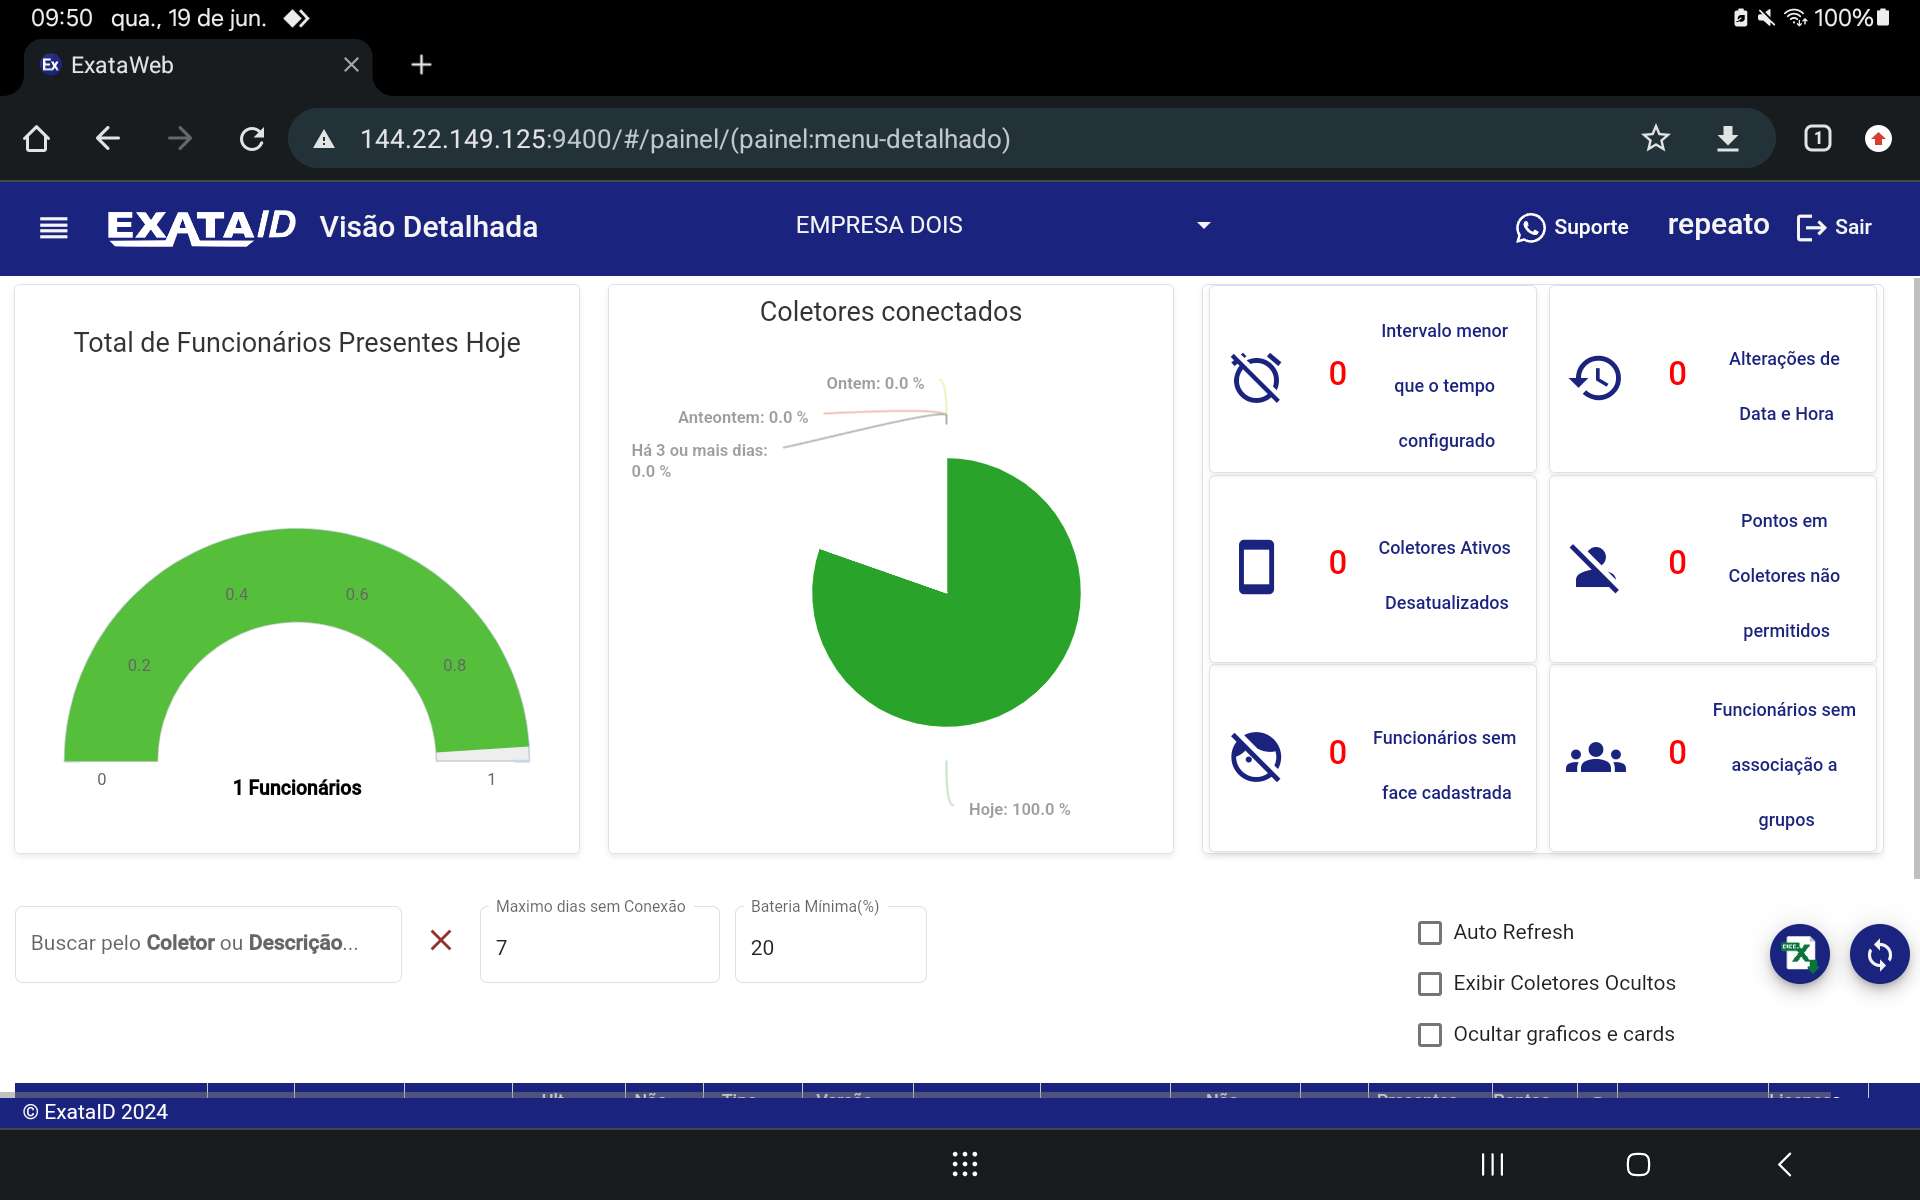 09:50 qua., 19 de jun. 100%
Ex ExataWeb
144.22.149.125:9400/#/painel/(painel:menu-detalhado) 1
EXATAID Visão Detalhada EMPRESA DOIS Suporte repeato Sair
Total de Funcionários Presentes Hoje
0
0.2
0.4
0.6
0.8
1
1 Funcionários
Coletores conectados
Ontem: 0.0 %
Anteontem: 0.0 %
Há 3 ou mais dias:
0.0 %
Hoje: 100.0 %
0 Intervalo menor
que o tempo
configurado
0 Alterações de
Data e Hora
0 Coletores Ativos
Desatualizados
0 Pontos em
Coletores não
permitidos
0 Funcionários sem
face cadastrada
0 Funcionários sem
associação a
grupos
Buscar pelo Coletor ou Descrição...
Maximo dias sem Conexão
7
Bateria Mínima(%)
20
Auto Refresh
Exibir Coletores Ocultos
Ocultar graficos e cards
© ExataID 2024